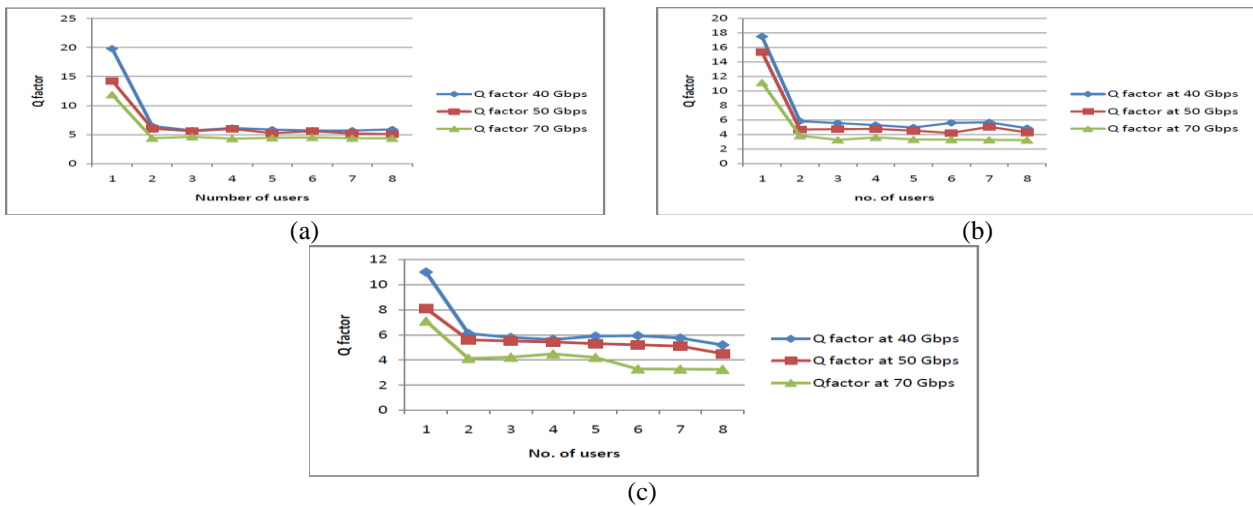 25
20
15
10
5
0
Q factor
1 2 3 4 5 6 7 8
Number of users
Q factor 40 Gbps
Q factor 50 Gbps
Q factor 70 Gbps
(a)
20
18
16
14
12
10
8
6
4
2
0
Q factor
1 2 3 4 5 6 7 8
no. of users
Q factor at 40 Gbps
Q factor at 50 Gbps
Q factor at 70 Gbps
(b)
12
10
8
6
4
2
0
Q factor
1 2 3 4 5 6 7 8
No. of users
Q factor at 40 Gbps
Q factor at 50 Gbps
Qfactor at 70 Gbps
(c)